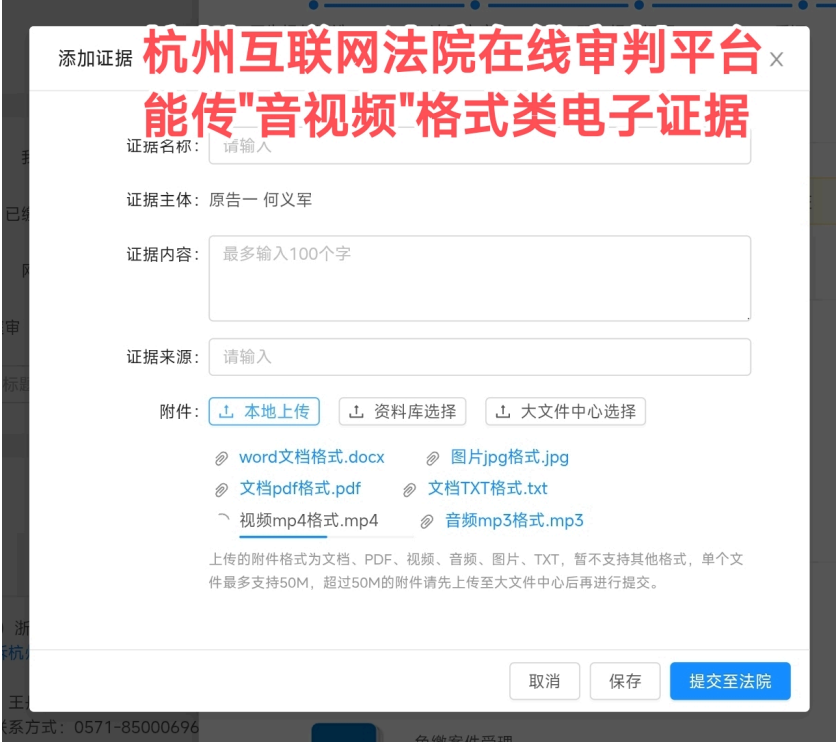 杭州互联网法院在线审判平台
能传"音视频"格式类电子证据
添加证据
证据名称: 请输入
证据主体: 原告一 何义军
证据内容: 最多输入100个字
证据来源: 请输入
附件: 本地上传 资料库选择 大文件中心选择
word文档格式.docx 图片jpg格式.jpg
文档pdf格式.pdf 文档TXT格式.txt
视频mp4格式.mp4 音频mp3格式.mp3
上传的附件格式为文档、PDF、视频、音频、图片、TXT，暂不支持其他格式，单个文
件最多支持50M，超过50M的附件请先上传至大文件中心后再进行提交。
取消 保存 提交至法院
联系方式：0571-85000696